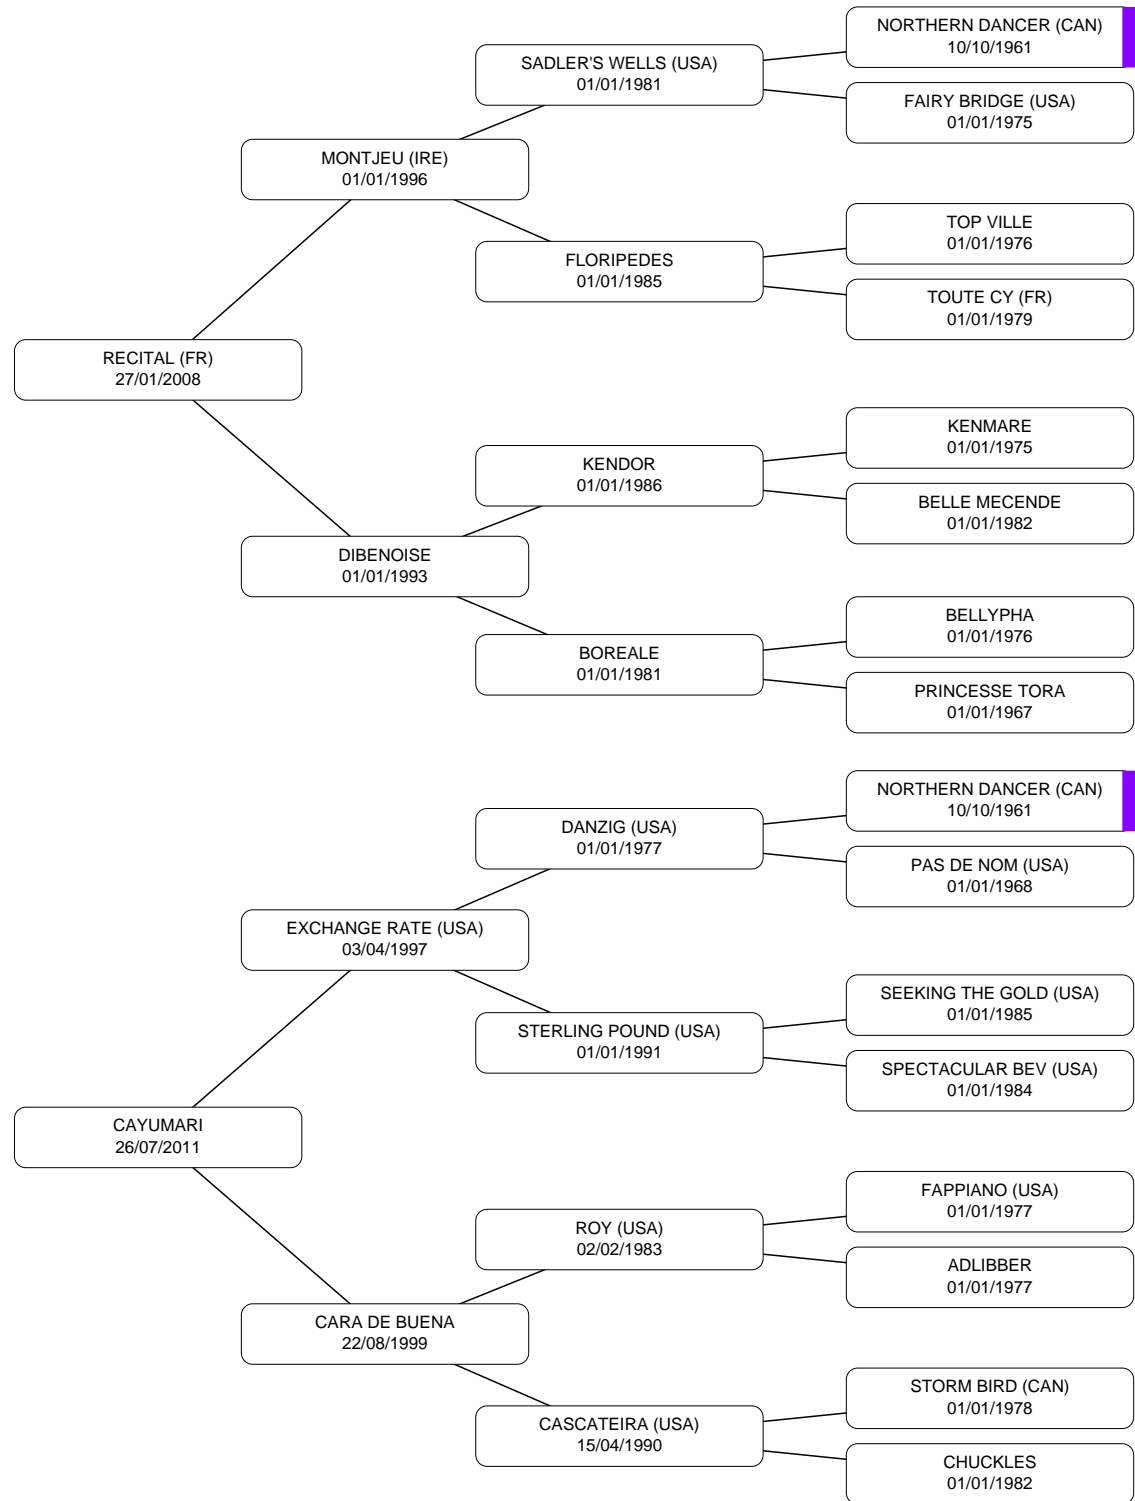 NORTHERN DANCER (CAN)
10/10/1961
SADLER'S WELLS (USA)
01/01/1981
FAIRY BRIDGE (USA)
01/01/1975
MONTJEU (IRE)
01/01/1996
TOP VILLE
01/01/1976
FLORIPEDES
01/01/1985
TOUTE CY (FR)
01/01/1979
RECITAL (FR)
27/01/2008
KENMARE
01/01/1975
KENDOR
01/01/1986
BELLE MECENDE
01/01/1982
DIBENOISE
01/01/1993
BELLYPHA
01/01/1976
BOREALE
01/01/1981
PRINCESSE TORA
01/01/1967
NORTHERN DANCER (CAN)
10/10/1961
DANZIG (USA)
01/01/1977
PAS DE NOM (USA)
01/01/1968
EXCHANGE RATE (USA)
03/04/1997
SEEKING THE GOLD (USA)
01/01/1985
STERLING POUND (USA)
01/01/1991
SPECTACULAR BEV (USA)
01/01/1984
CAYUMARI
26/07/2011
FAPPIANO (USA)
01/01/1977
ROY (USA)
02/02/1983
ADLIBBER
01/01/1977
CARA DE BUENA
22/08/1999
STORM BIRD (CAN)
01/01/1978
CASCATEIRA (USA)
15/04/1990
CHUCKLES
01/01/1982